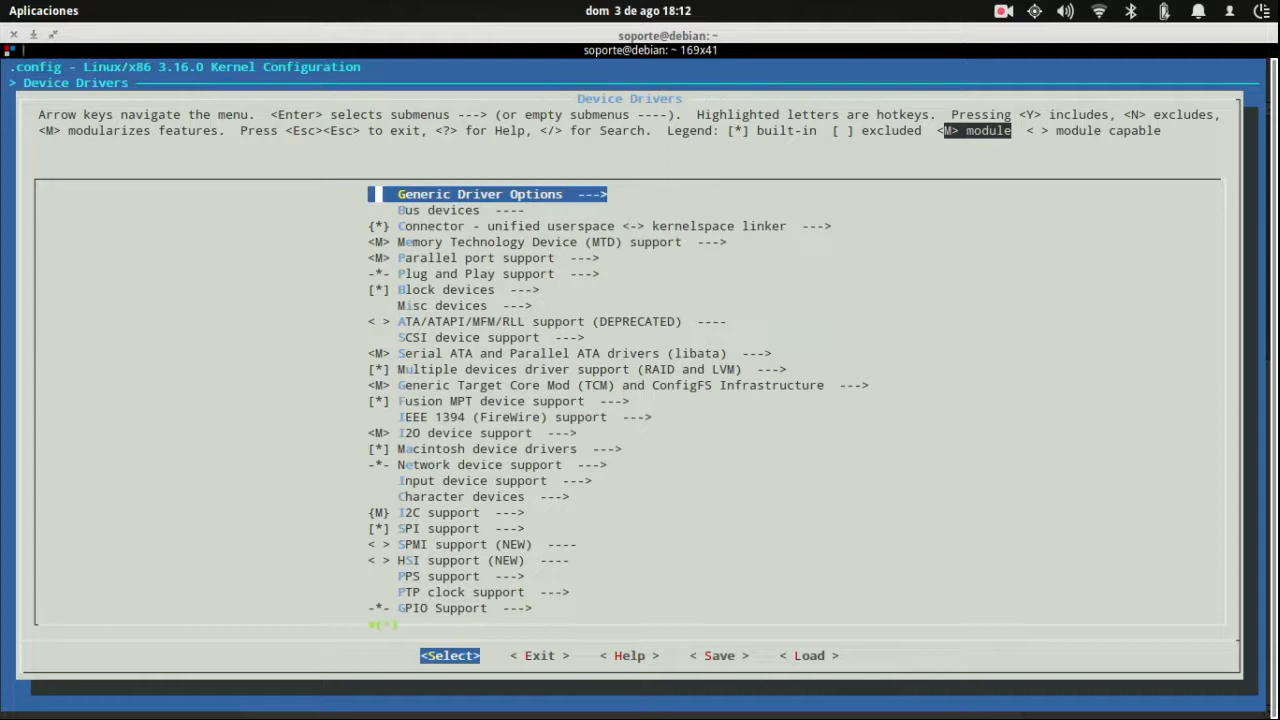 Aplicaciones dom 3 de ago 18:12
soporte@debian: ~
soporte@debian: ~ 169x41
.config - Linux/x86 3.16.0 Kernel Configuration
> Device Drivers
Device Drivers
Arrow keys navigate the menu.  <Enter> selects submenus ---> (or empty submenus ----).  Highlighted letters are hotkeys.  Pressing <Y> includes, <N> excludes,
<M> modularizes features.  Press <Esc><Esc> to exit, <?> for Help, </> for Search.  Legend: [*] built-in  [ ] excluded  <M> module  < > module capable
Generic Driver Options  --->
Bus devices  ----
{*} Connector - unified userspace <-> kernelspace linker  --->
<M> Memory Technology Device (MTD) support  --->
<M> Parallel port support  --->
-*- Plug and Play support  --->
[*] Block devices  --->
Misc devices  --->
< > ATA/ATAPI/MFM/RLL support (DEPRECATED)  ----
SCSI device support  --->
<M> Serial ATA and Parallel ATA drivers (libata)  --->
[*] Multiple devices driver support (RAID and LVM)  --->
<M> Generic Target Core Mod (TCM) and ConfigFS Infrastructure  --->
[*] Fusion MPT device support  --->
IEEE 1394 (FireWire) support  --->
<M> I2O device support  --->
[*] Macintosh device drivers  --->
-*- Network device support  --->
Input device support  --->
Character devices  --->
{M} I2C support  --->
[*] SPI support  --->
< > SPMI support (NEW)  ----
< > HSI support (NEW)  ----
PPS support  --->
PTP clock support  --->
-*- GPIO Support  --->
<Select>    < Exit >    < Help >    < Save >    < Load >